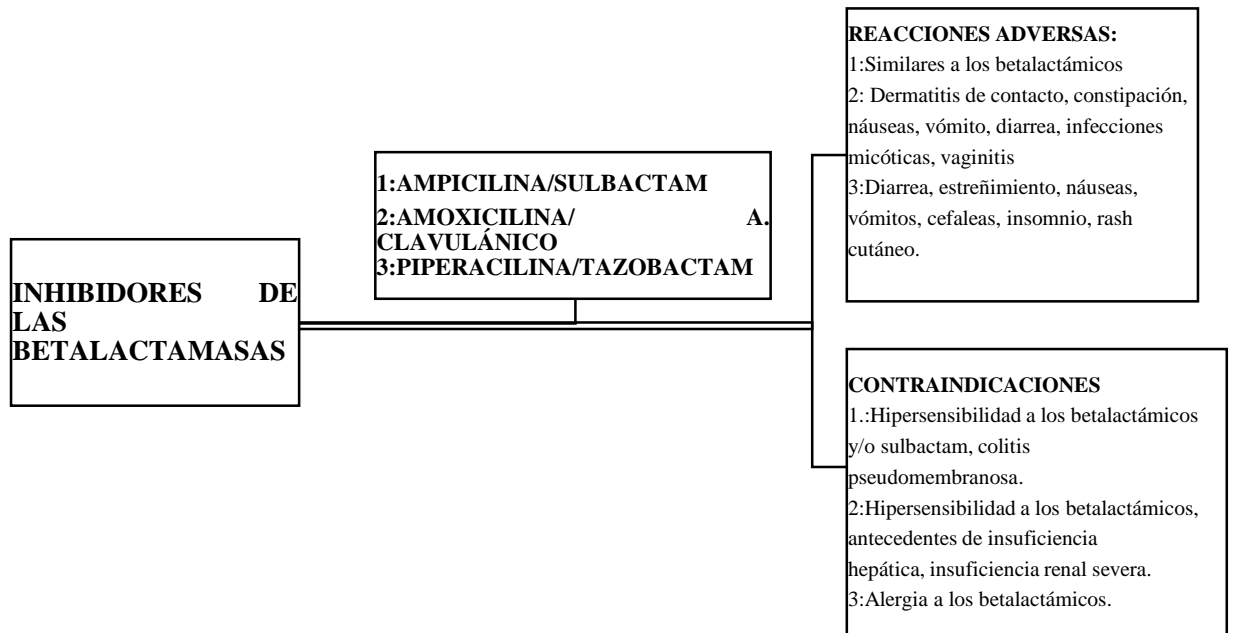 INHIBIDORES DE
LAS
BETALACTAMASAS
1:AMPICILINA/SULBACTAM
2:AMOXICILINA/ A.
CLAVULÁNICO
3:PIPERACILINA/TAZOBACTAM
REACCIONES ADVERSAS:
1:Similares a los betalactámicos
2: Dermatitis de contacto, constipación,
náuseas, vómito, diarrea, infecciones
micóticas, vaginitis
3:Diarrea, estreñimiento, náuseas,
vómitos, cefaleas, insomnio, rash
cutáneo.
CONTRAINDICACIONES
1.:Hipersensibilidad a los betalactámicos
y/o sulbactam, colitis
pseudomembranosa.
2:Hipersensibilidad a los betalactámicos,
antecedentes de insuficiencia
hepática, insuficiencia renal severa.
3:Alergia a los betalactámicos.